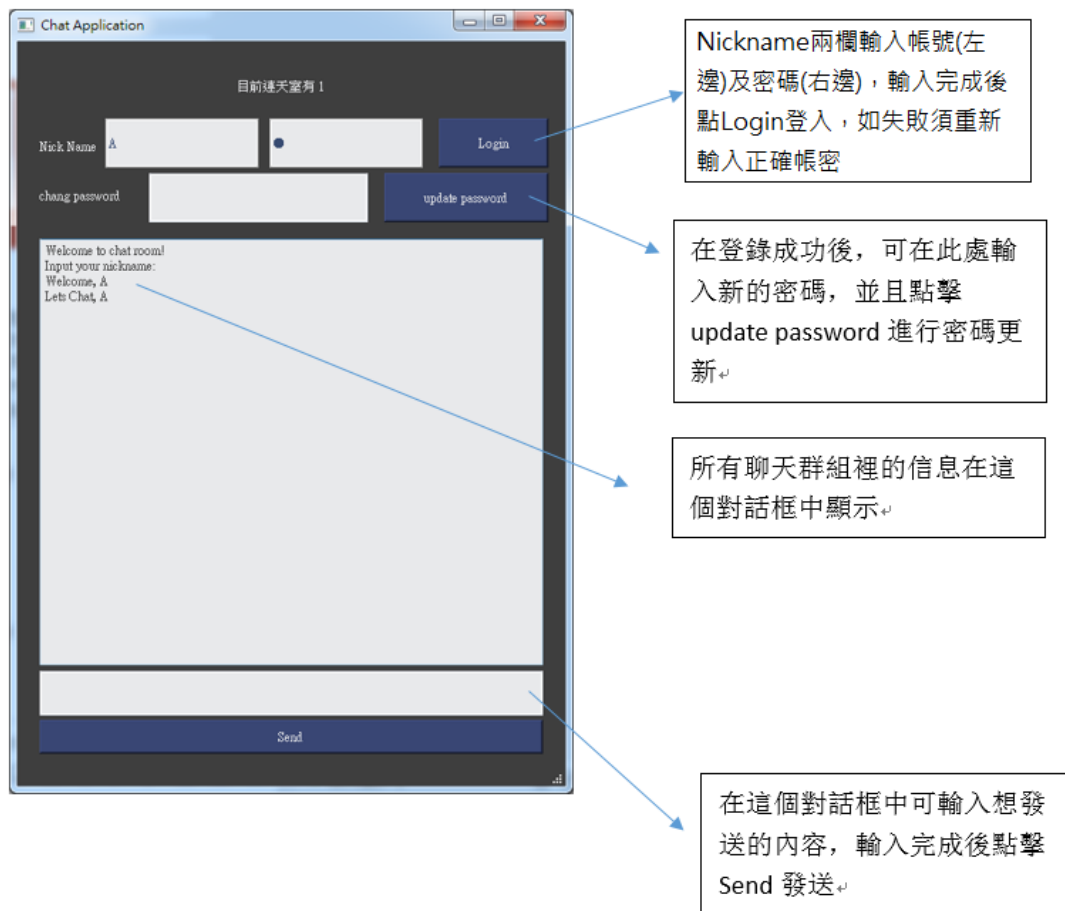 Chat Application
目前連天室有 1
Nick Name A ● Login
chang password update password
Welcome to chat room!
Input your nickname:
Welcome, A
Lets Chat, A
Send
Nickname兩欄輸入帳號(左
邊)及密碼(右邊)，輸入完成後
點Login登入，如失敗須重新
輸入正確帳密
在登錄成功後，可在此處輸
入新的密碼，並且點擊
update password 進行密碼更
新↵
所有聊天群組裡的信息在這
個對話框中顯示↵
在這個對話框中可輸入想發
送的內容，輸入完成後點擊
Send 發送↵